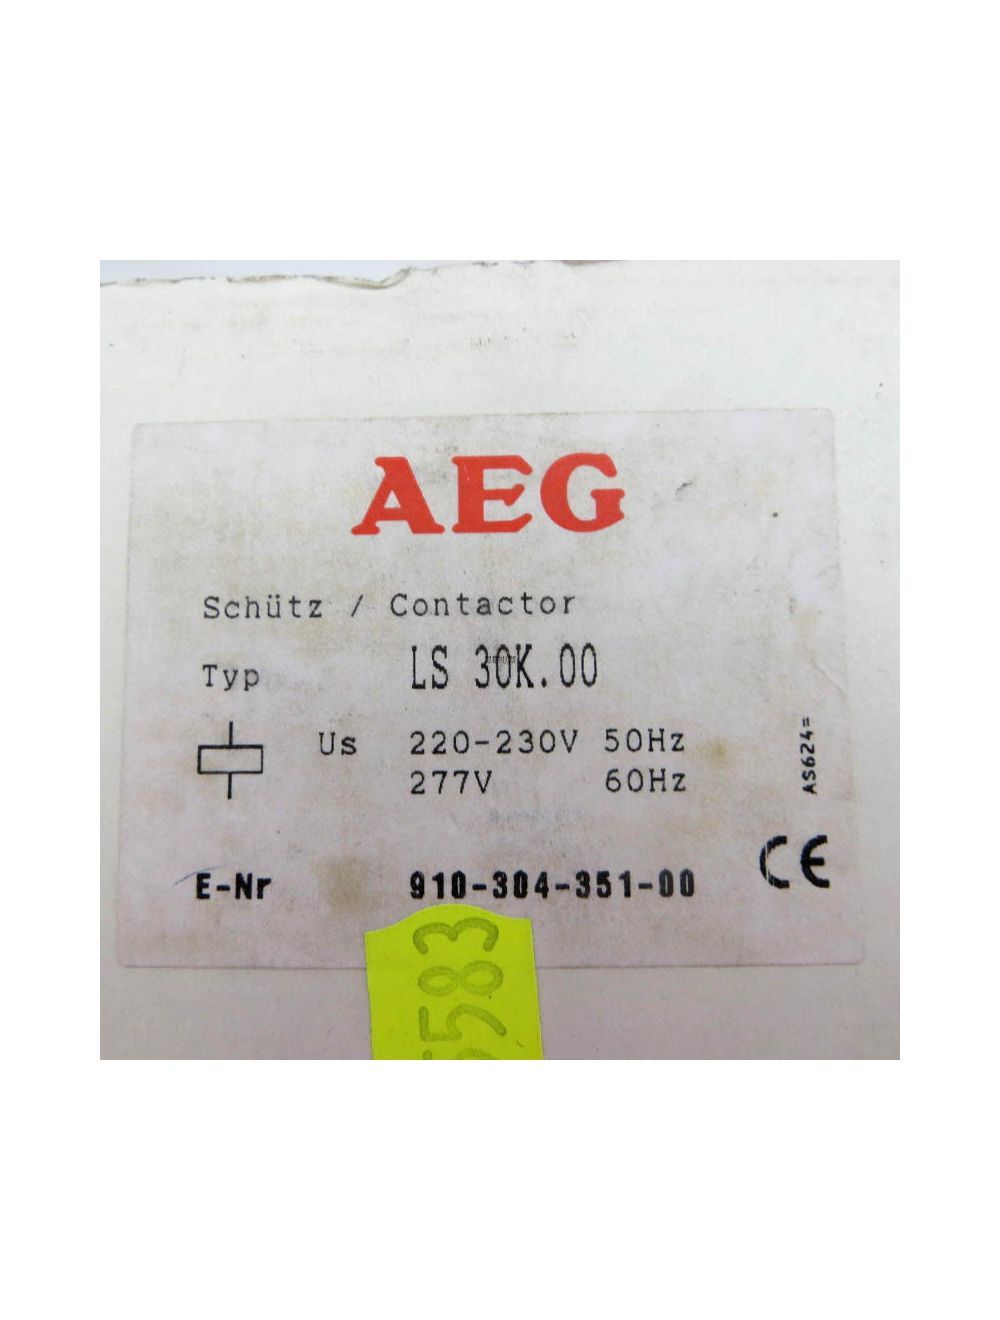 AEG
Schütz / Contactor
Typ LS 30K.00
Us 220-230V 50Hz
277V 60Hz
AS624=
E-Nr 910-304-351-00
CE
583